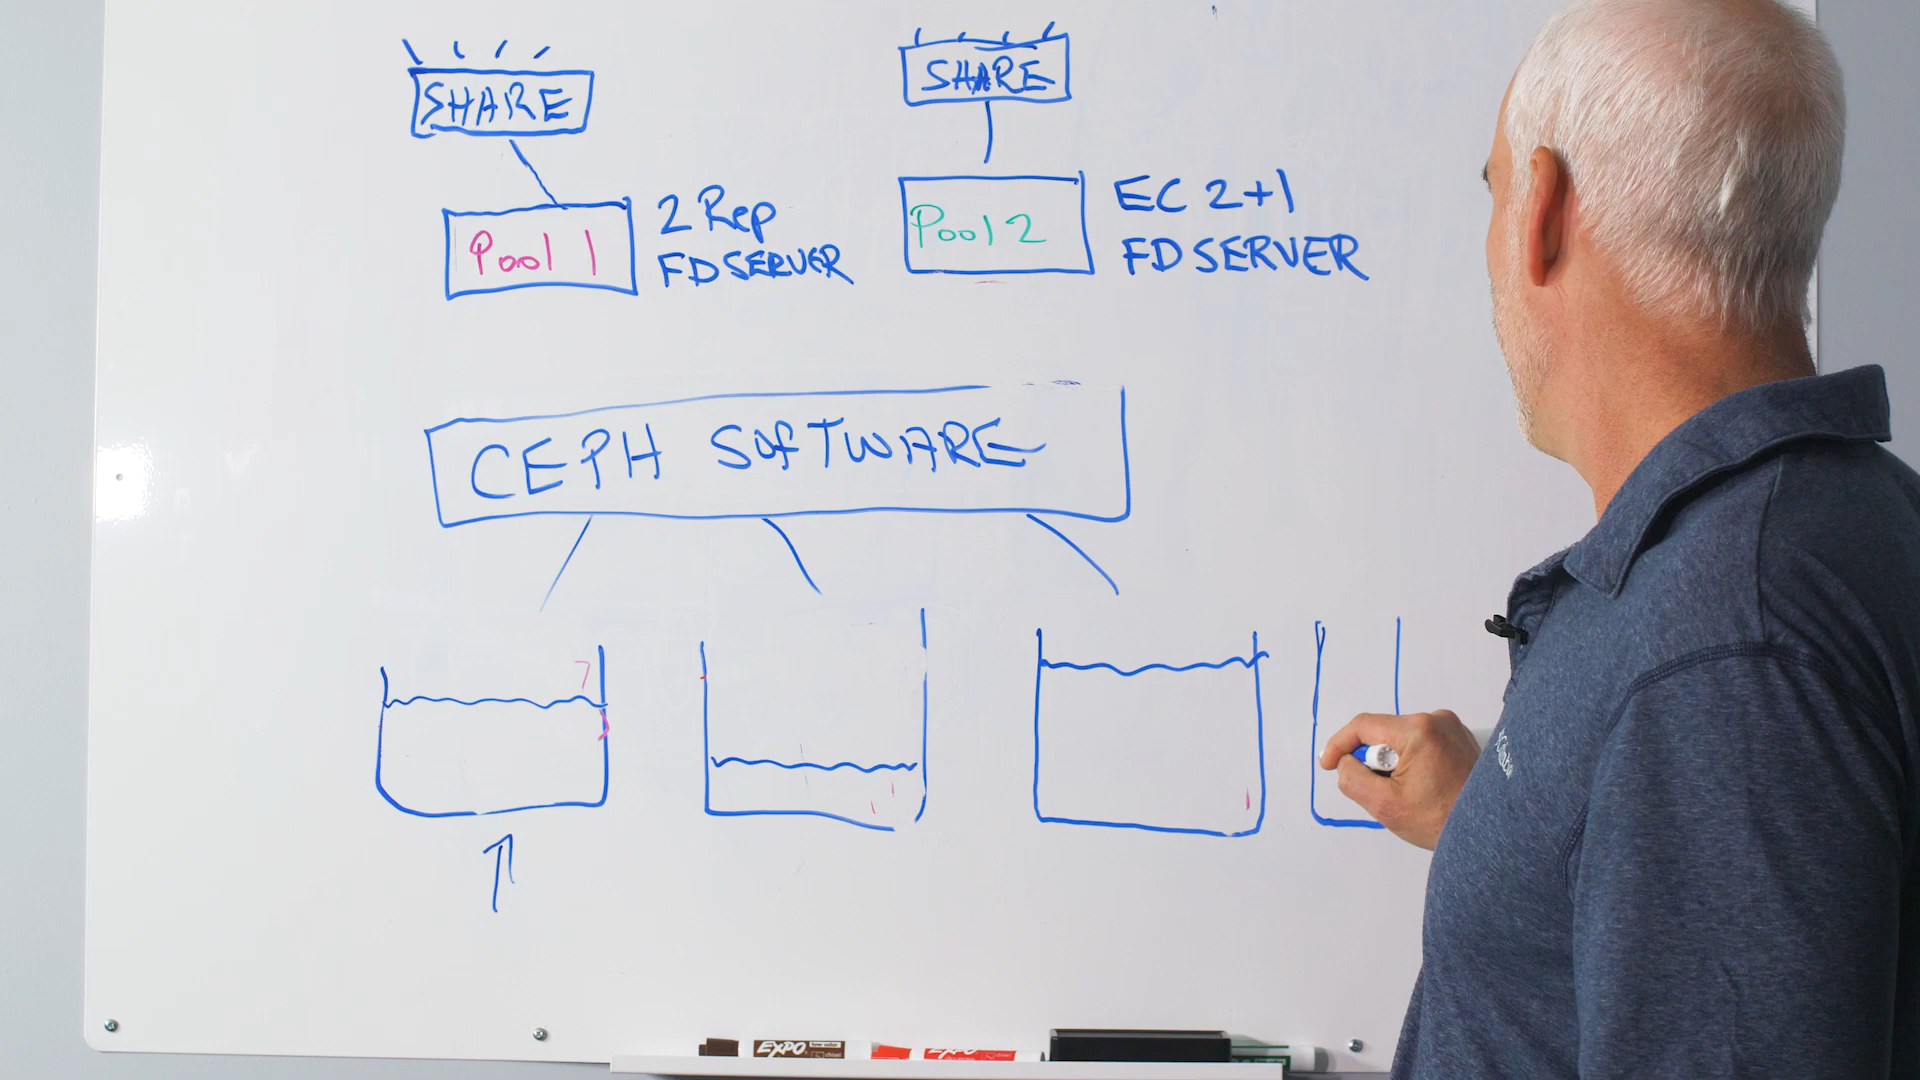 SHARE
SHARE
Pool 1
2 Rep
FD SERVER
Pool 2
EC 2+1
FD SERVER
CEPH SOFTWARE
EXPO
EXPO